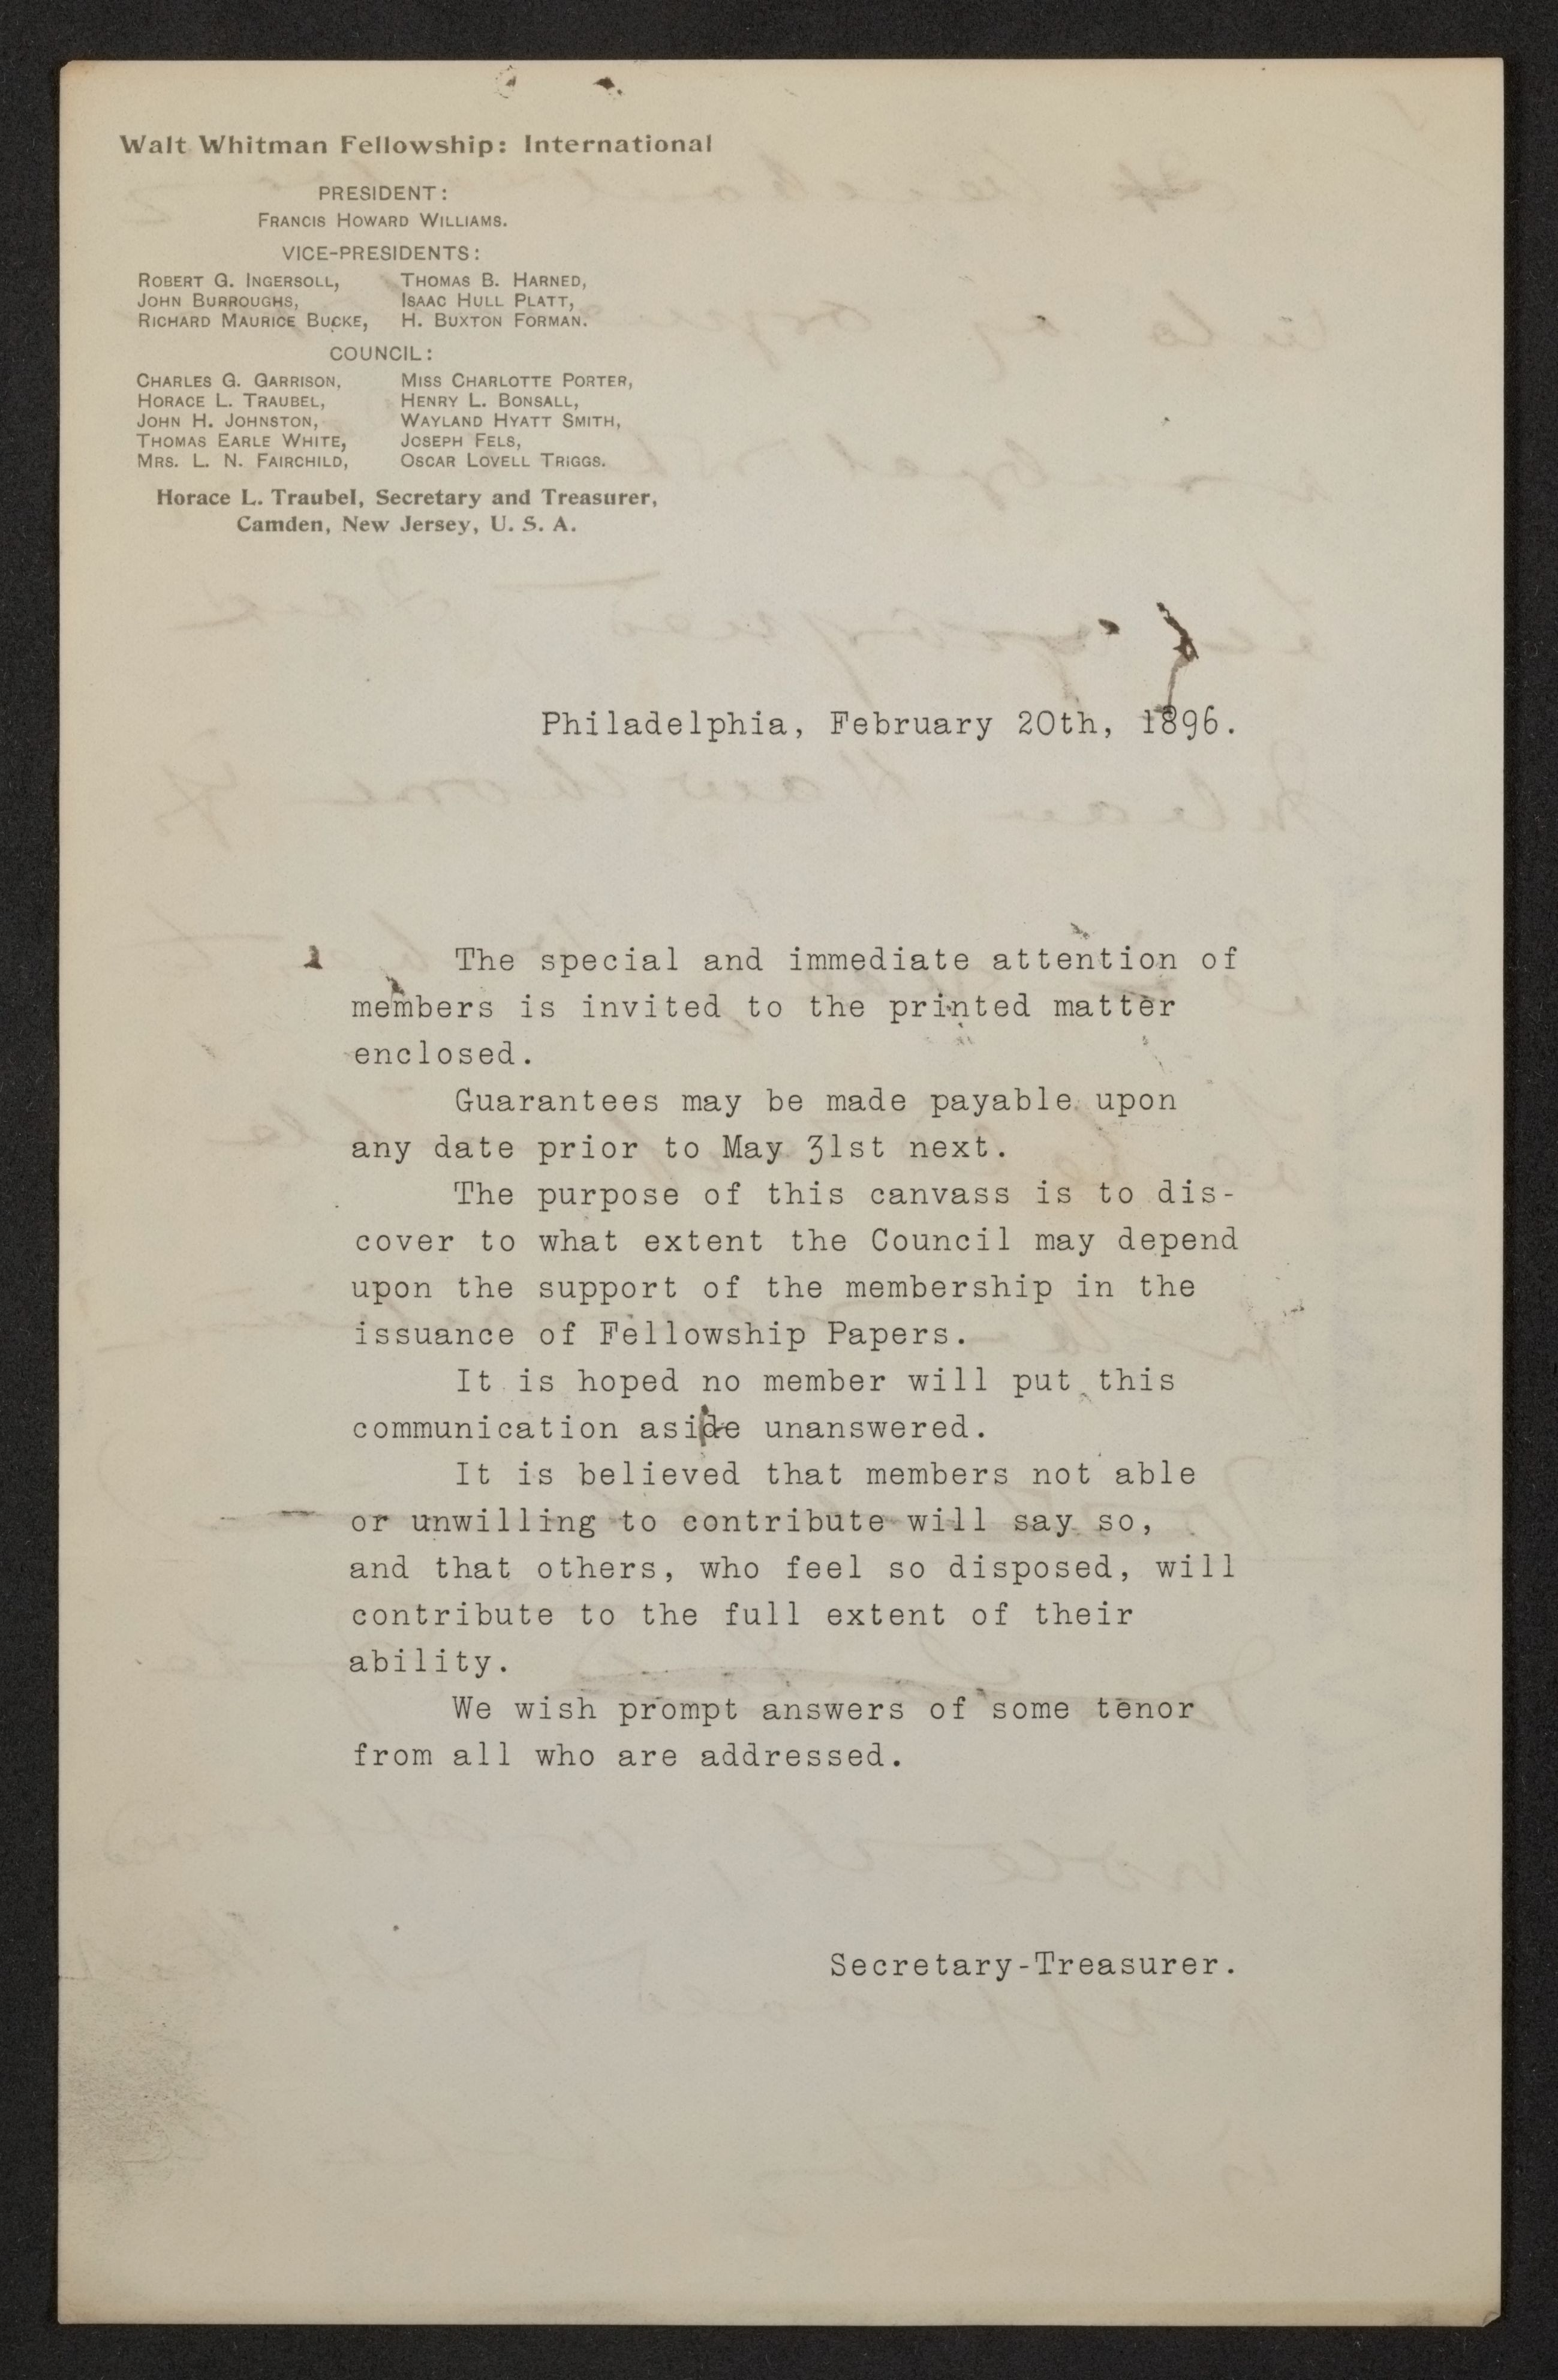 Walt Whitman Fellowship: International
PRESIDENT:
FRANCIS HOWARD WILLIAMS.
VICE-PRESIDENTS:
ROBERT G. INGERSOLL, THOMAS B. HARNED,
JOHN BURROUGHS, ISAAC HULL PLATT,
RICHARD MAURICE BUCKE, H. BUXTON FORMAN.
COUNCIL:
CHARLES G. GARRISON, MISS CHARLOTTE PORTER,
HORACE L. TRAUBEL, HENRY L. BONSALL,
JOHN H. JOHNSTON, WAYLAND HYATT SMITH,
THOMAS EARLE WHITE, JOSEPH FELS,
MRS. L. N. FAIRCHILD, OSCAR LOVELL TRIGGS.
Horace L. Traubel, Secretary and Treasurer,
Camden, New Jersey, U. S. A.
Philadelphia, February 20th, 1896.
The special and immediate attention of
members is invited to the printed matter
enclosed.
Guarantees may be made payable upon
any date prior to May 31st next.
The purpose of this canvass is to dis-
cover to what extent the Council may depend
upon the support of the membership in the
issuance of Fellowship Papers.
It is hoped no member will put this
communication aside unanswered.
It is believed that members not able
or unwilling to contribute will say so,
and that others, who feel so disposed, will
contribute to the full extent of their
ability.
We wish prompt answers of some tenor
from all who are addressed.
Secretary-Treasurer.